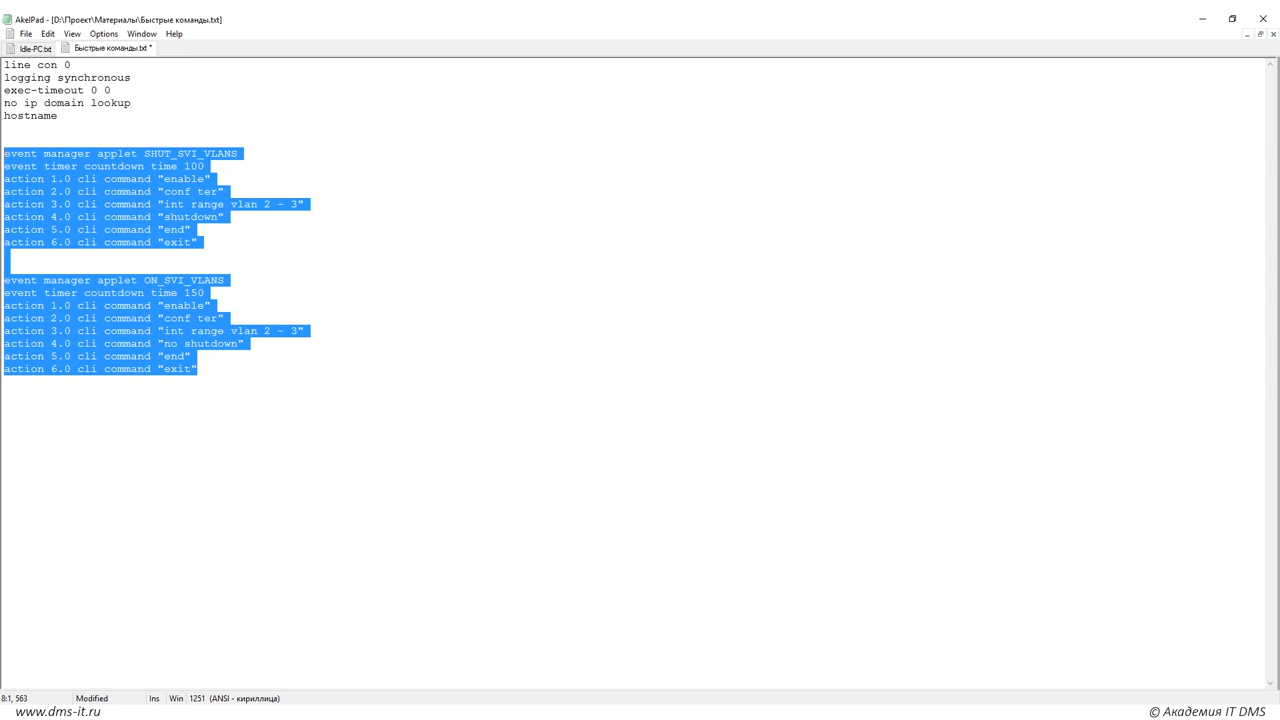 AkelPad - [D:\Проект\Материалы\Быстрые команды.txt]
File Edit View Options Window Help
Idle-PC.txt Быстрые команды.txt *
line con 0
logging synchronous
exec-timeout 0 0
no ip domain lookup
hostname
event manager applet SHUT_SVI_VLANS
event timer countdown time 100
action 1.0 cli command "enable"
action 2.0 cli command "conf ter"
action 3.0 cli command "int range vlan 2 - 3"
action 4.0 cli command "shutdown"
action 5.0 cli command "end"
action 6.0 cli command "exit"
event manager applet ON_SVI_VLANS
event timer countdown time 150
action 1.0 cli command "enable"
action 2.0 cli command "conf ter"
action 3.0 cli command "int range vlan 2 - 3"
action 4.0 cli command "no shutdown"
action 5.0 cli command "end"
action 6.0 cli command "exit"
8:1, 563 Modified Ins Win 1251 (ANSI - кириллица)
www.dms-it.ru © Академия IT DMS